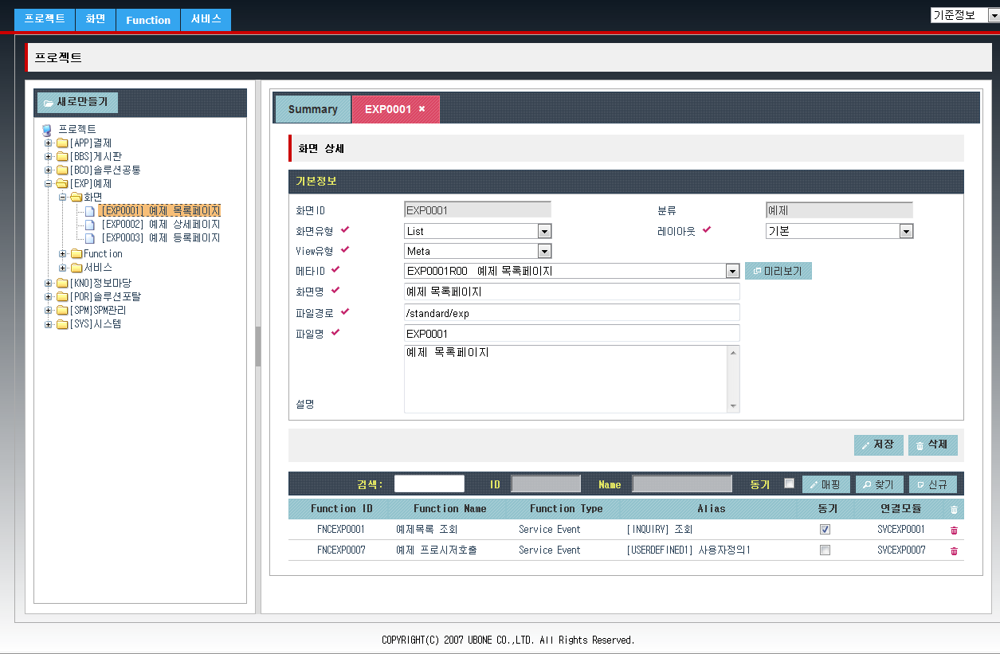 프로젝트 화면 Function 서비스 기준정보
프로젝트
새로만들기
프로젝트
[APP]결제
[BBS]게시판
[BCO]솔루션공통
[EXP]예제
화면
[EXP0001] 예제 목록페이지
[EXP0002] 예제 상세페이지
[EXP0003] 예제 등록페이지
Function
서비스
[KNO]정보마당
[POR]솔루션포탈
[SPM]SPM관리
[SYS]시스템
Summary EXP0001
화면 상세
기본정보
화면ID EXP0001 분류 예제
화면유형 List 레이아웃 기본
View유형 Meta
메타ID EXP0001R00 예제 목록페이지 미리보기
화면명 예제 목록페이지
파일경로 /standard/exp
파일명 EXP0001
예제 목록페이지
설명
저장 삭제
검색: ID Name 동기 매핑 찾기 신규
Function ID Function Name Function Type Alias 동기 연결모듈
FNCEXP0001 예제목록 조회 Service Event [INQUIRY] 조회 SVCEXP0001
FNCEXP0007 예제 프로시저호출 Service Event [USERDEFINED1] 사용자정의1 SVCEXP0007
COPYRIGHT(C) 2007 UBONE CO.,LTD. All Rights Reserved.